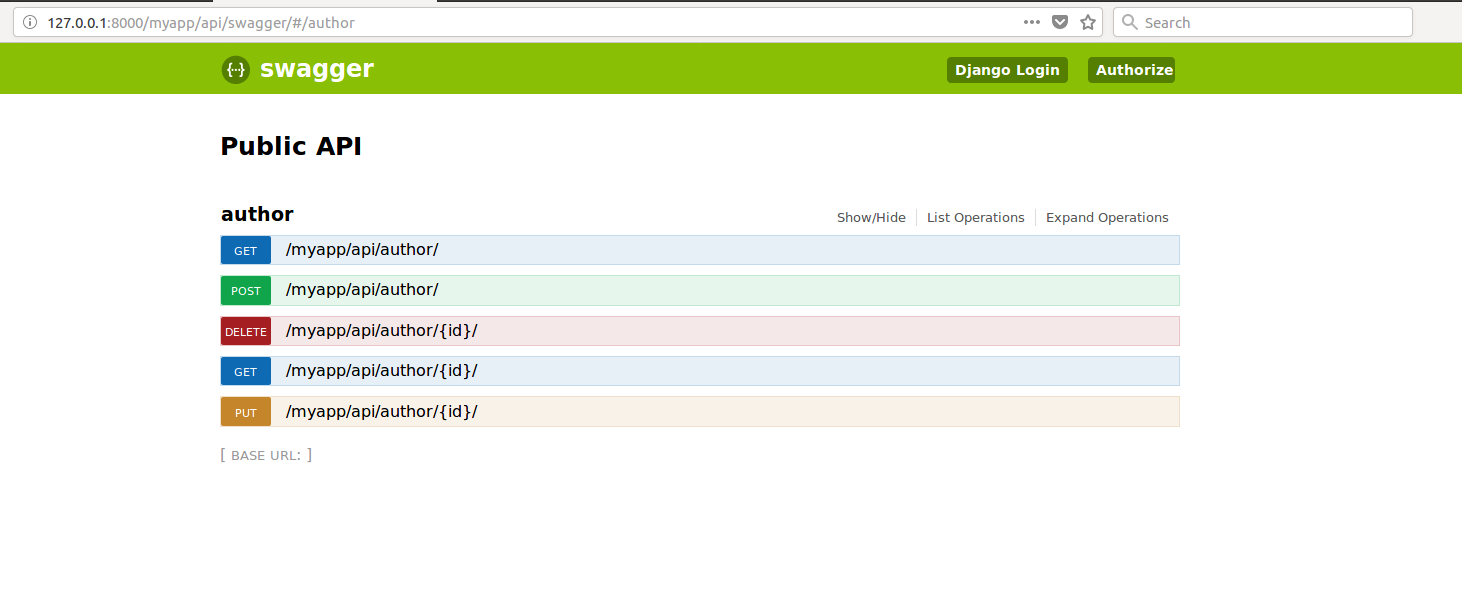 127.0.0.1:8000/myapp/api/swagger/#/author
Search
{··} swagger
Django Login
Authorize
Public API
author
Show/Hide
List Operations
Expand Operations
GET /myapp/api/author/
POST /myapp/api/author/
DELETE /myapp/api/author/{id}/
GET /myapp/api/author/{id}/
PUT /myapp/api/author/{id}/
[ BASE URL: ]